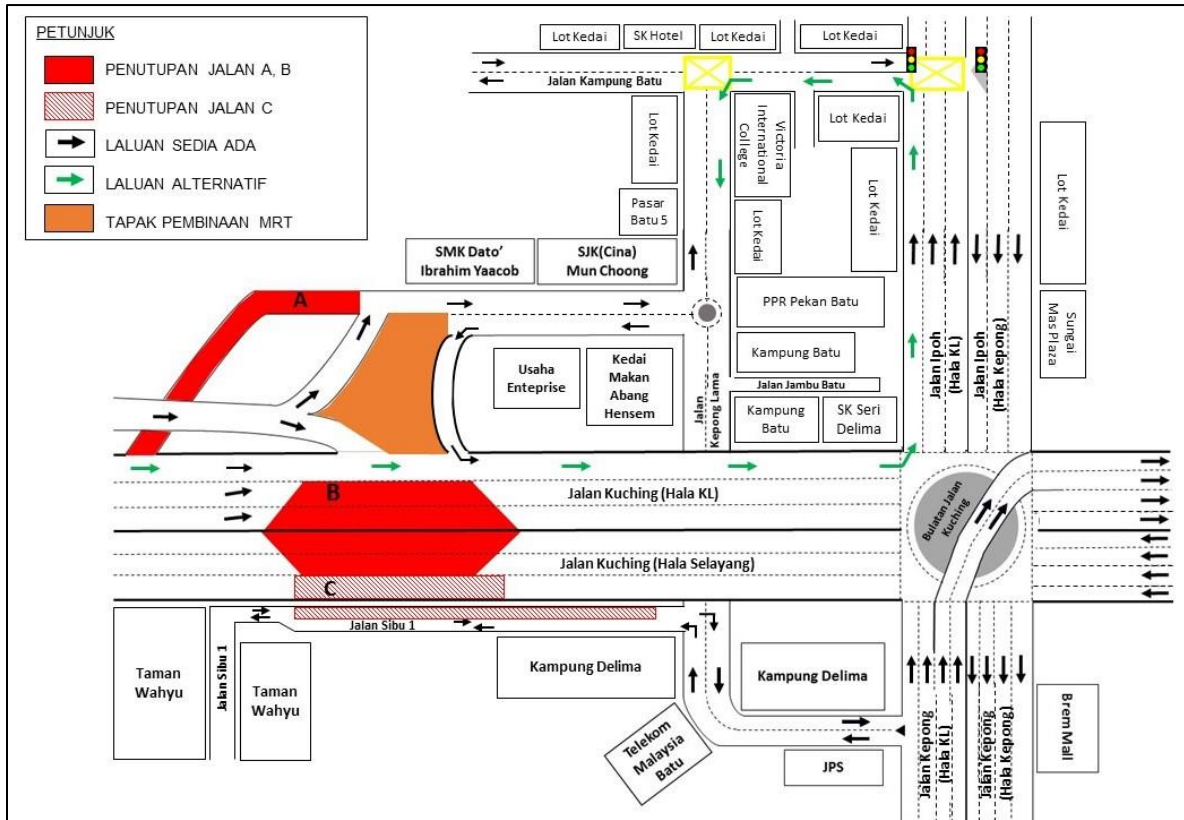 PETUNJUK
PENUTUPAN JALAN A, B
PENUTUPAN JALAN C
LALUAN SEDIA ADA
LALUAN ALTERNATIF
TAPAK PEMBINAAN MRT
Lot Kedai
SK Hotel
Lot Kedai
Lot Kedai
Jalan Kampung Batu
Lot Kedai
Victoria
International
College
Lot Kedai
Lot Kedai
Lot Kedai
Pasar
Batu 5
Lot Kedai
SMK Dato'
Ibrahim Yaacob
SJK(Cina)
Mun Choong
A
PPR Pekan Batu
Sungai
Mas Plaza
Kampung Batu
Usaha
Enteprise
Kedai
Makan
Abang
Hensem
Jalan
Kepong Lama
Jalan Jambu Batu
Kampung
Batu
SK Seri
Delima
Jalan Ipoh
(Hala KL)
Jalan Ipoh
(Hala Kepong)
B
Jalan Kuching (Hala KL)
Bulatan Jalan
Kuching
Jalan Kuching (Hala Selayang)
C
Jalan Sibu 1
Taman
Wahyu
Jalan Sibu 1
Taman
Wahyu
Kampung Delima
Kampung Delima
Telekom
Malaysia
Batu
JPS
Jalan Kepong
(Hala KL)
Jalan Kepong
(Hala Kepong)
Brem Mall